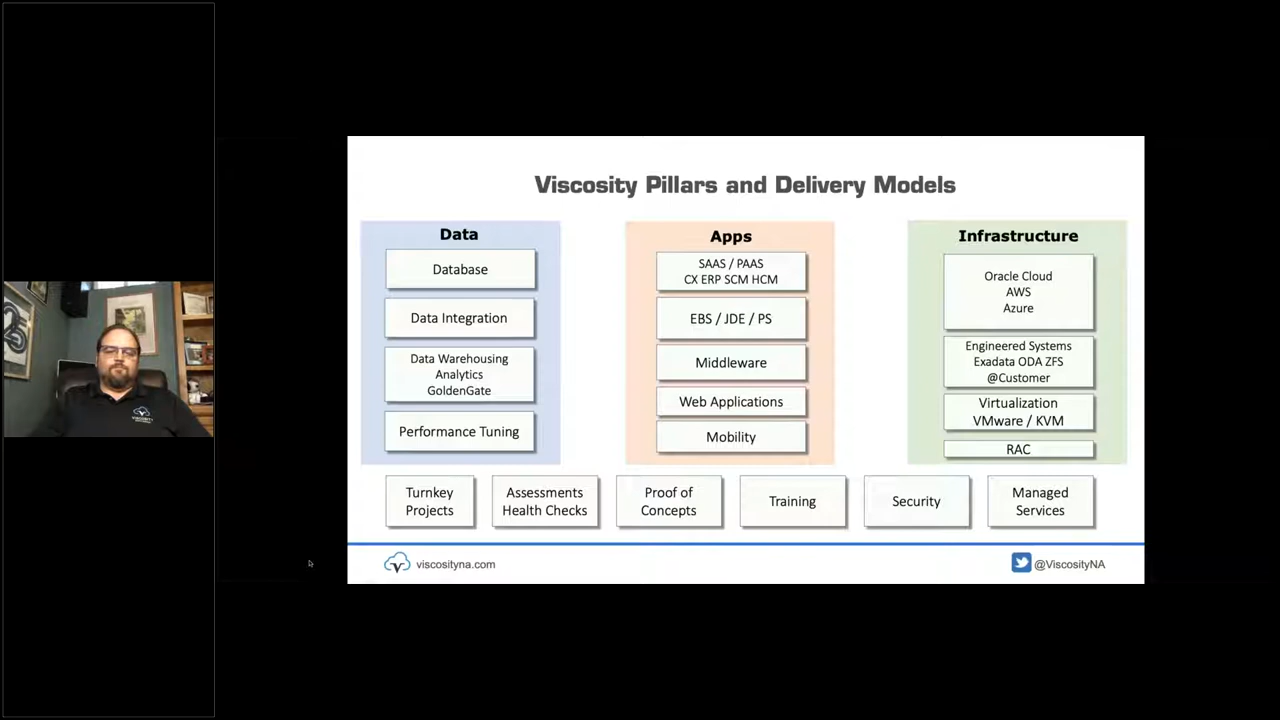 Viscosity Pillars and Delivery Models
Data
Database
Data Integration
Data Warehousing
Analytics
GoldenGate
Performance Tuning
Apps
SAAS / PAAS
CX ERP SCM HCM
EBS / JDE / PS
Middleware
Web Applications
Mobility
Infrastructure
Oracle Cloud
AWS
Azure
Engineered Systems
Exadata ODA ZFS
@Customer
Virtualization
VMware / KVM
RAC
Turnkey
Projects
Assessments
Health Checks
Proof of
Concepts
Training
Security
Managed
Services
viscosityna.com
@ViscosityNA